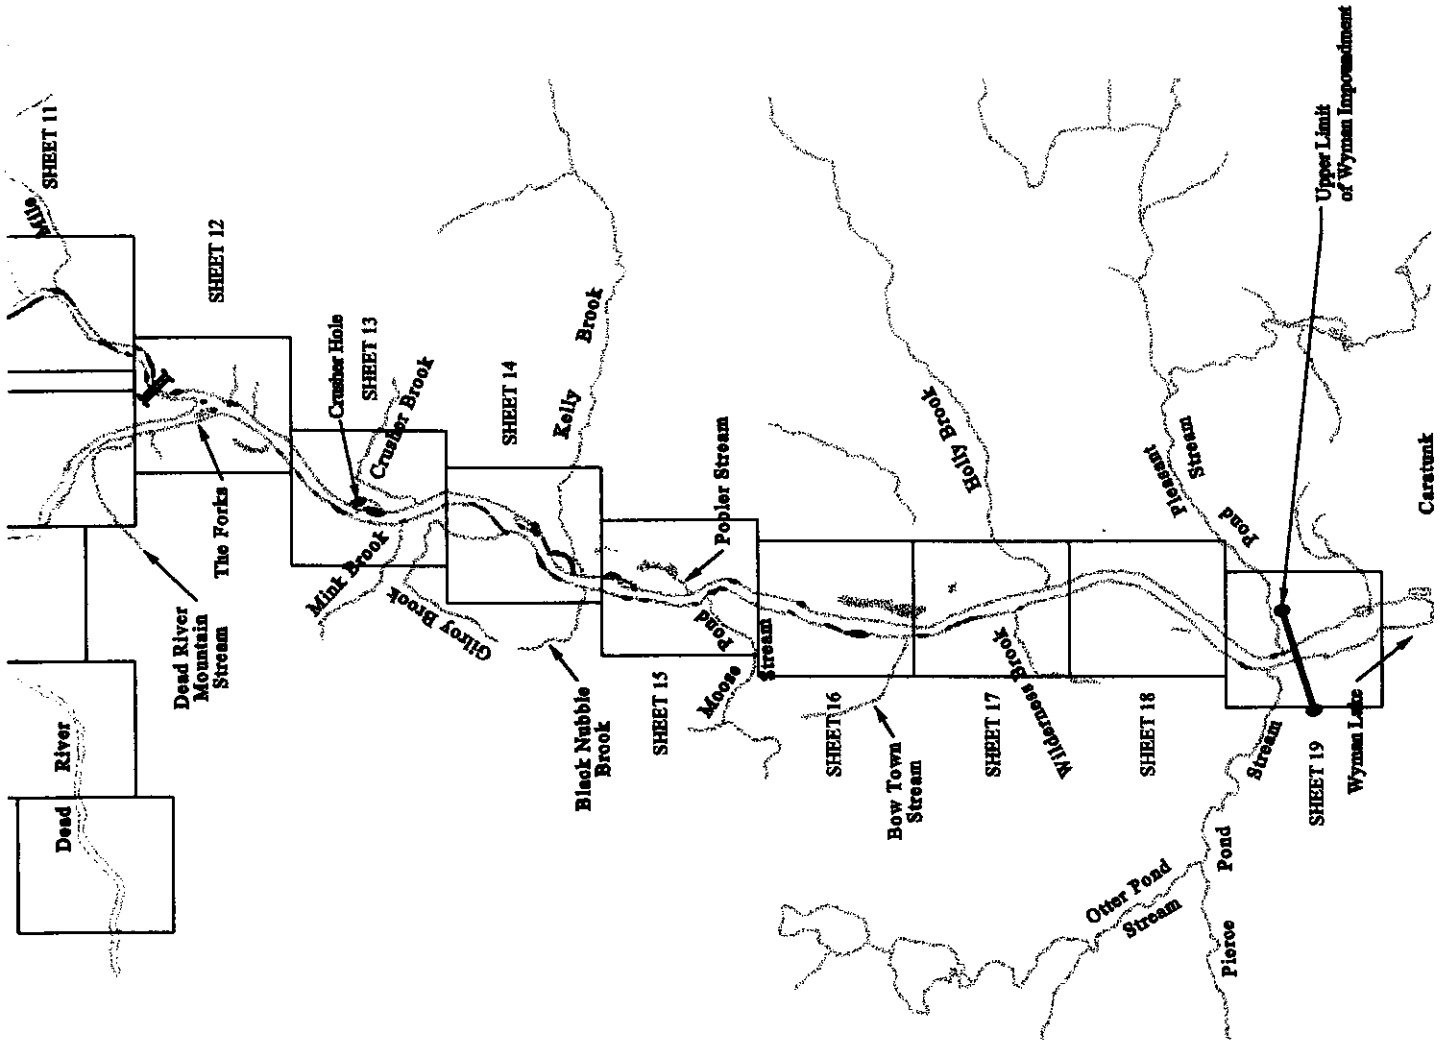 SHEET 11
Mile
SHEET 12
Crusher Hole
SHEET 13
Crusher Brook
SHEET 14
Kelly
Brook
The Forks
Dead River
Mountain
Stream
Dead
River
Mink Brook
Gilroy Brook
Black Nubble
Brook
Popler Stream
Pond
Moose
Stream
SHEET 15
SHEET 16
Bow Town
Stream
Holly Brook
SHEET 17
Wilderness Brook
SHEET 18
Pleasant
Stream
Pond
Upper Limit
of Wyman Impoundment
Caratunk
Stream
SHEET 19
Wyman Lake
Otter Pond
Stream
Pond
Pierce